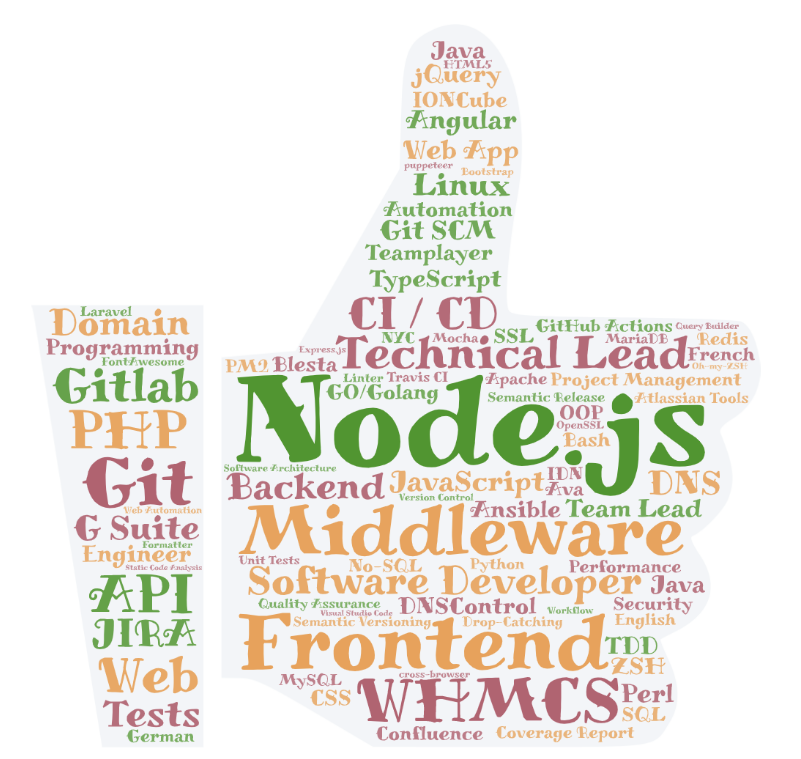 Java
HTML5
jQuery
IONCube
Angular
Web App
puppeteer
Bootstrap
Linux
Automation
Git SCM
Teamplayer
TypeScript
CI / CD
Laravel
Domain
Programming
FontAwesome
Gitlab
PHP
Git
Web Automation
G Suite
Formatter
Engineer
Static Code Analysis
API
JIRA
Web
Tests
German
GitHub Actions
Query Builder
NYC
Mocha
SSL
MariaDB
Redis
Express.js
Technical Lead
French
PM2
Blesta
Oh-my-ZSH
Linter
Travis CI
Apache
Project Management
GO/Golang
Semantic Release
Atlassian Tools
Node.js
OOP
OpenSSL
Bash
Software Architecture
Backend
JavaScript
IDN
Ava
DNS
Version Control
Ansible
Team Lead
Middleware
Unit Tests
No-SQL
Python
Performance
Software Developer
Java
Quality Assurance
Visual Studio Code
DNSControl
Workflow
Security
Semantic Versioning
Drop-Catching
English
Frontend
TDD
ZSH
MySQL
cross-browser
CSS
WHMCS
Perl
SQL
Confluence
Coverage Report